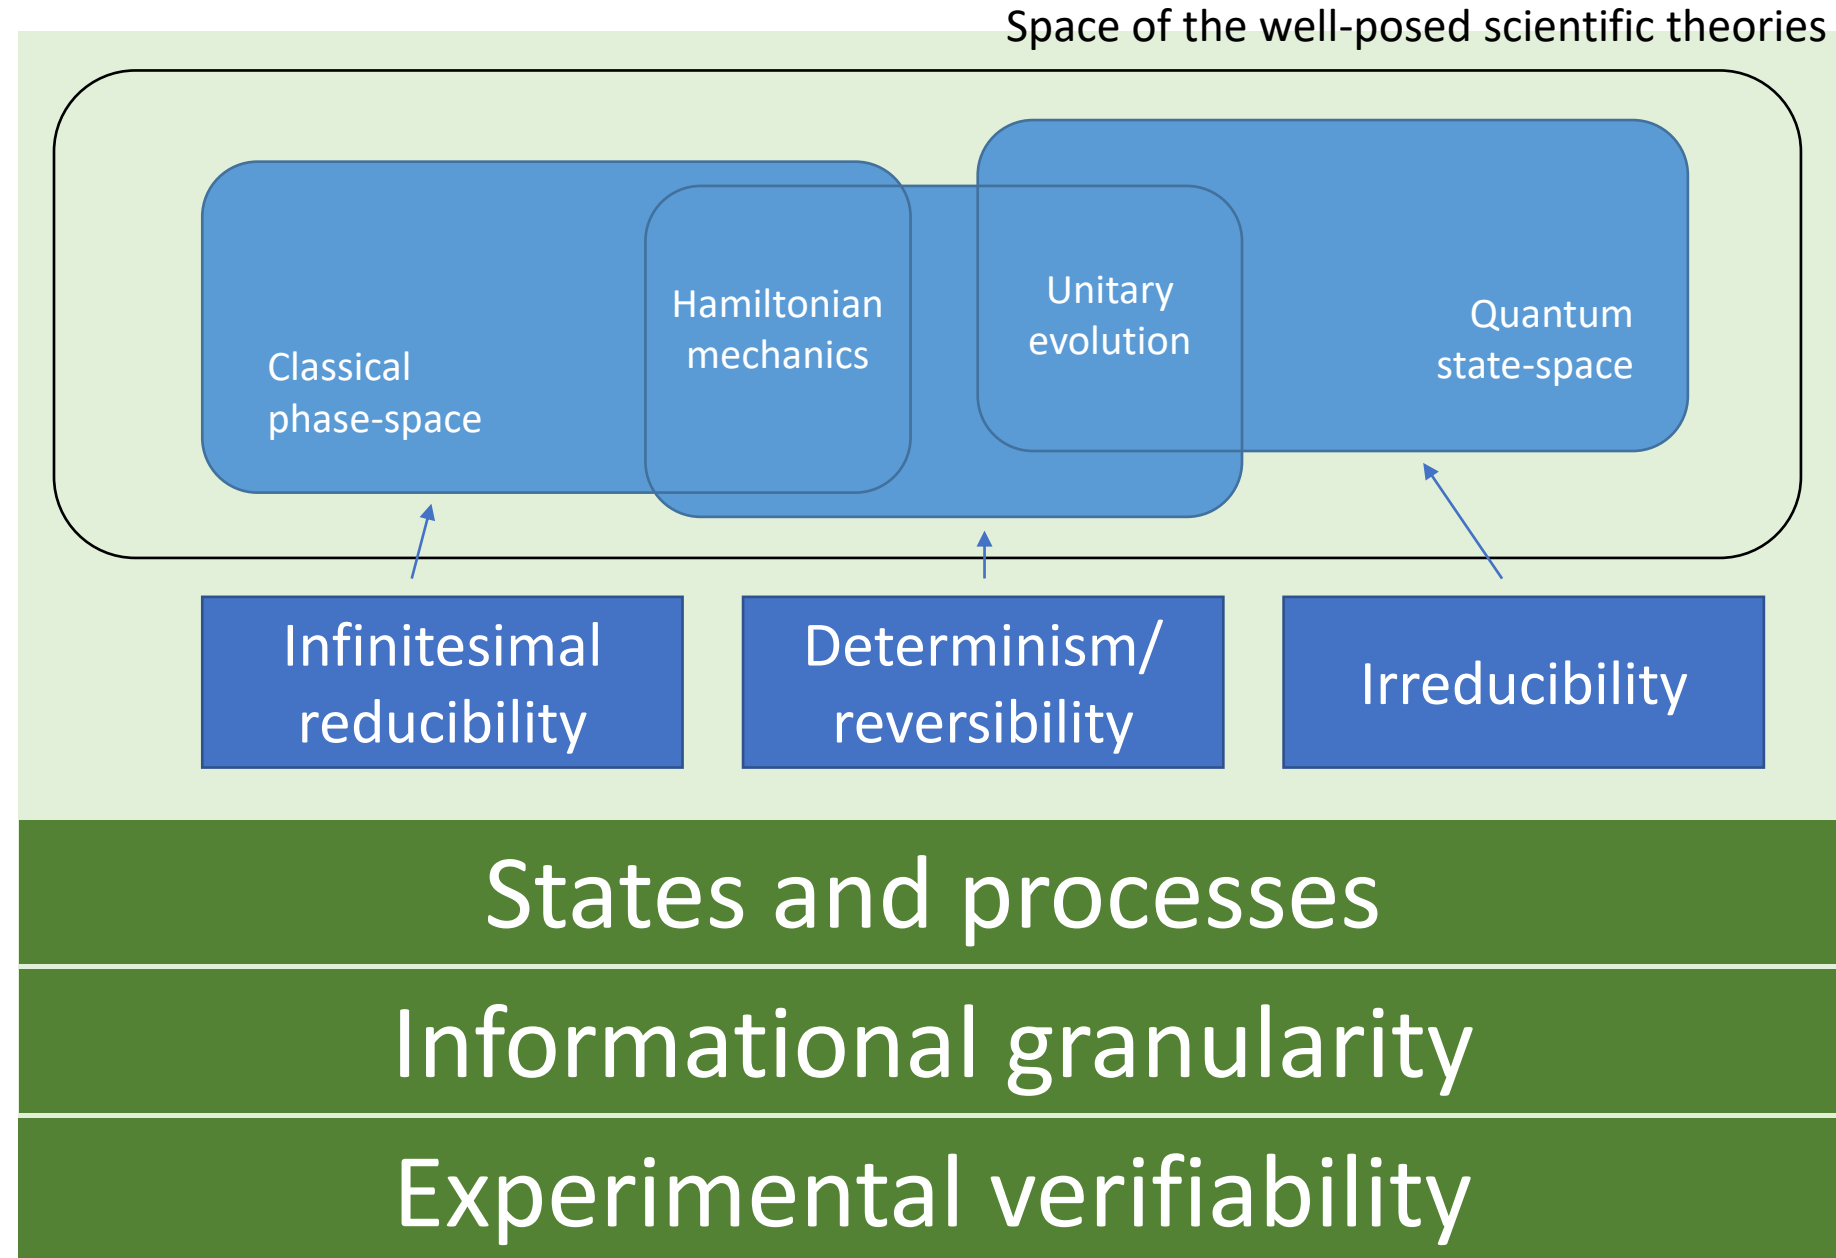 Space of the well-posed scientific theories
Classical
phase-space
Hamiltonian
mechanics
Unitary
evolution
Quantum
state-space
Infinitesimal
reducibility
Determinism/
reversibility
Irreducibility
States and processes
Informational granularity
Experimental verifiability